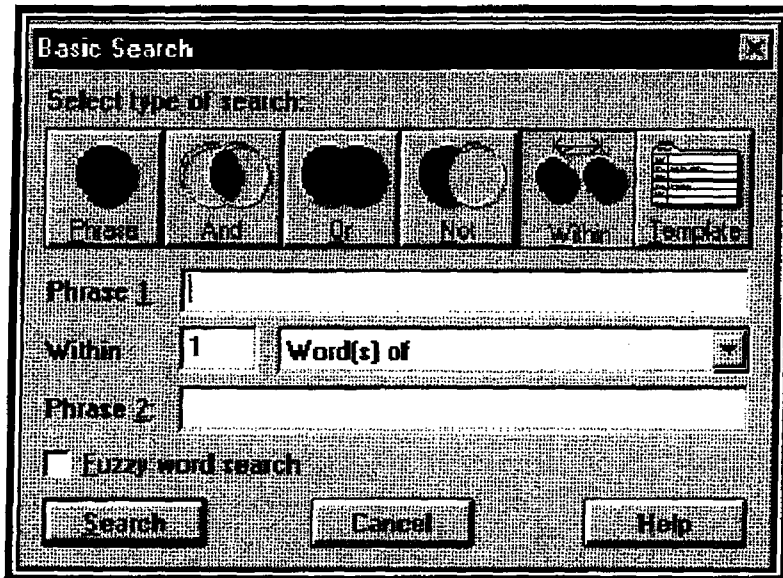 Basic Search
Select type of search:
Phrase And Or Not Within Template
Phrase 1
Within 1 Word(s) of
Phrase 2
Fuzzy word search
Search Cancel Help